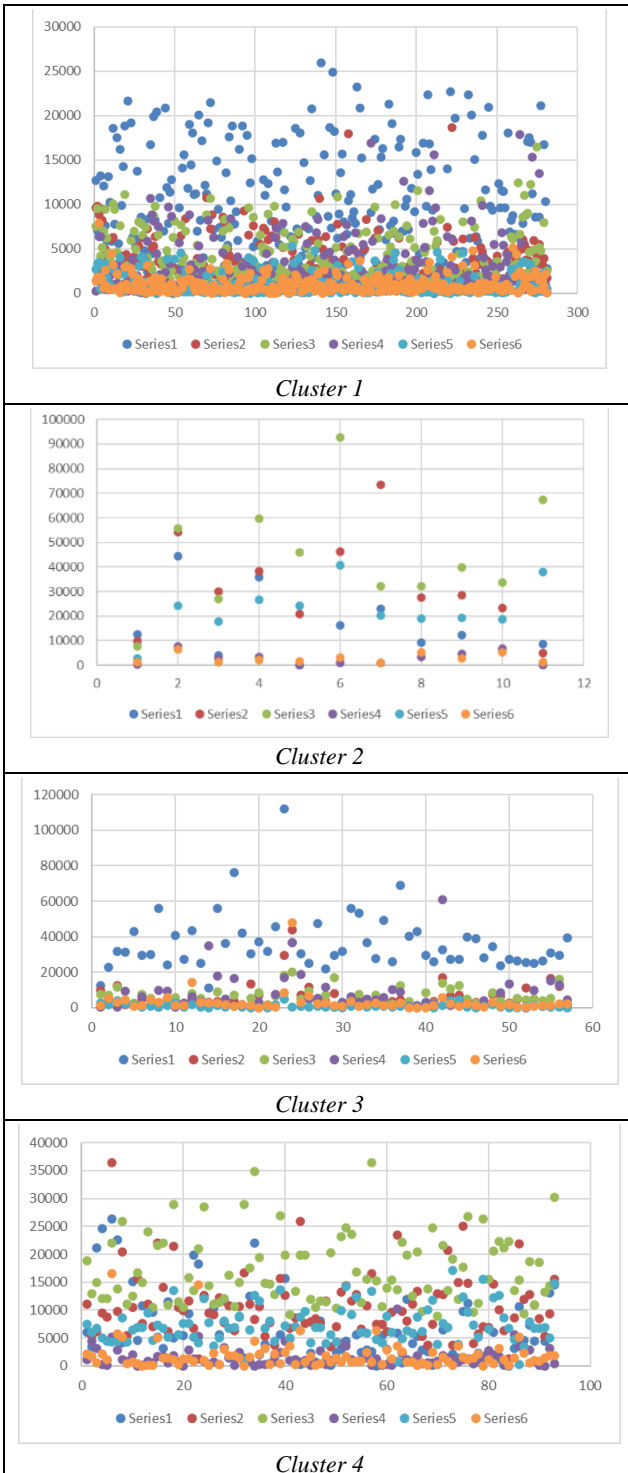 30000
25000
20000
15000
10000
5000
0
0 50 100 150 200 250 300
Series1 Series2 Series3 Series4 Series5 Series6
Cluster 1
100000
90000
80000
70000
60000
50000
40000
30000
20000
10000
0
0 2 4 6 8 10 12
Series1 Series2 Series3 Series4 Series5 Series6
Cluster 2
120000
100000
80000
60000
40000
20000
0
0 10 20 30 40 50 60
Series1 Series2 Series3 Series4 Series5 Series6
Cluster 3
40000
35000
30000
25000
20000
15000
10000
5000
0
0 20 40 60 80 100
Series1 Series2 Series3 Series4 Series5 Series6
Cluster 4